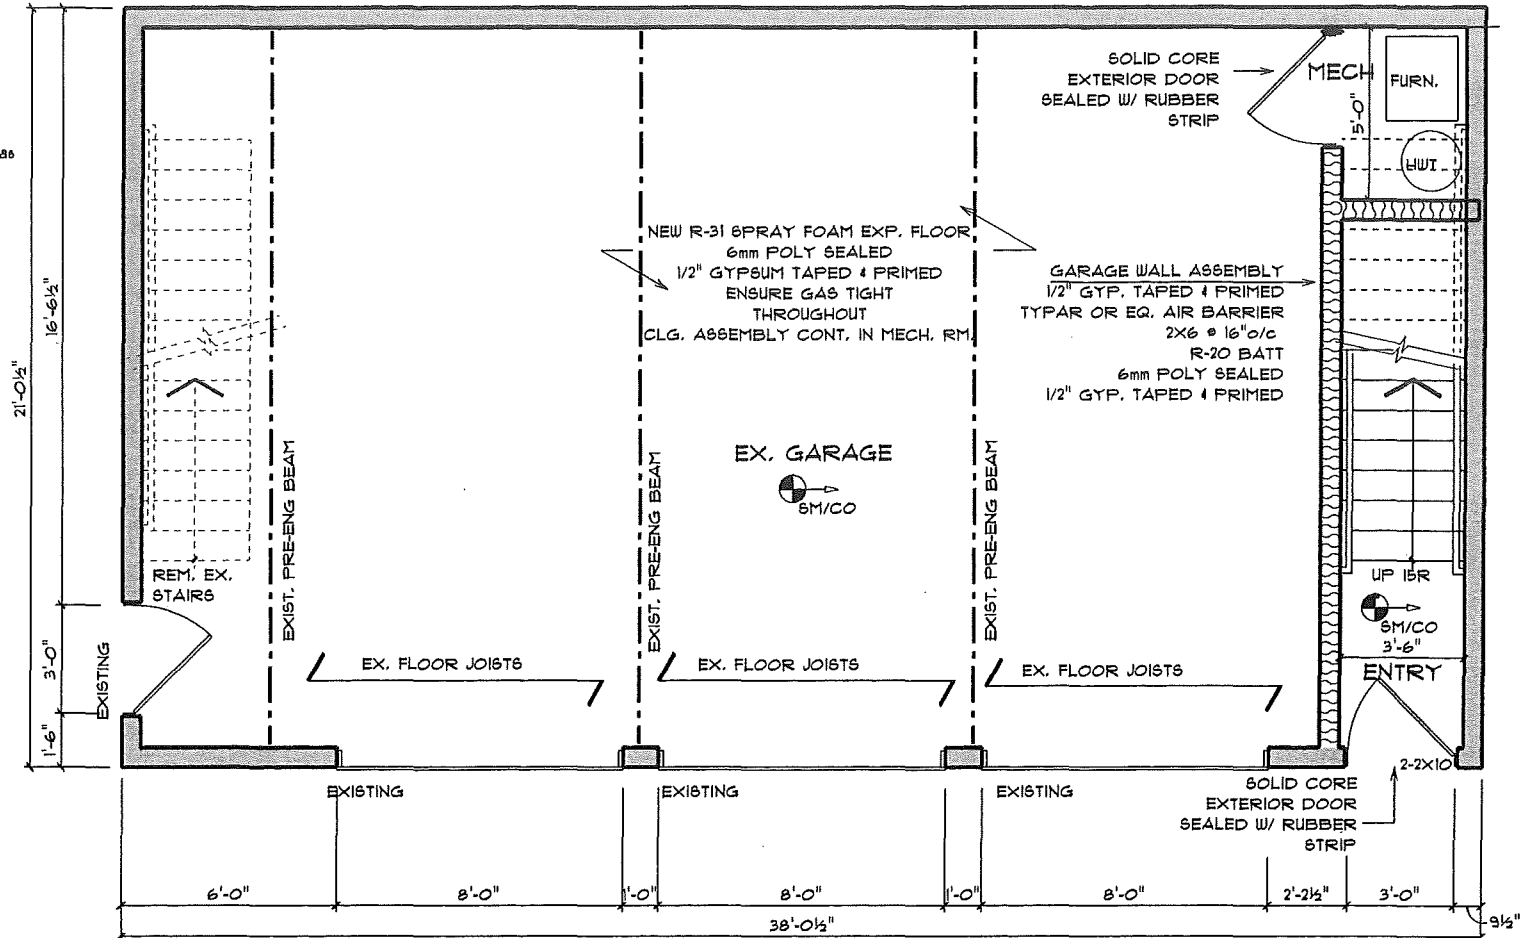 SOLID CORE
EXTERIOR DOOR
SEALED W/ RUBBER
STRIP
MECH
FURN.
5'-0"
HWT
NEW R-31 SPRAY FOAM EXP. FLOOR
6mm POLY SEALED
1/2" GYPSUM TAPED & PRIMED
ENSURE GAS TIGHT
THROUGHOUT
CLG. ASSEMBLY CONT. IN MECH. RM.
GARAGE WALL ASSEMBLY
1/2" GYP. TAPED & PRIMED
TYPAR OR EQ. AIR BARRIER
2X6 @ 16"o/c
R-20 BATT
6mm POLY SEALED
1/2" GYP. TAPED & PRIMED
16'-6½"
21'-0½"
EX. GARAGE
SM/CO
EXIST. PRE-ENG BEAM
EXIST. PRE-ENG BEAM
EXIST. PRE-ENG BEAM
REM. EX.
STAIRS
UP 15R
SM/CO
3'-6"
ENTRY
EX. FLOOR JOISTS
EX. FLOOR JOISTS
EX. FLOOR JOISTS
3'-0"
EXISTING
1'-6"
2-2X10
EXISTING
EXISTING
EXISTING
SOLID CORE
EXTERIOR DOOR
SEALED W/ RUBBER
STRIP
6'-0"
8'-0"
1'-0"
8'-0"
1'-0"
8'-0"
2'-2½"
3'-0"
9½"
38'-0½"